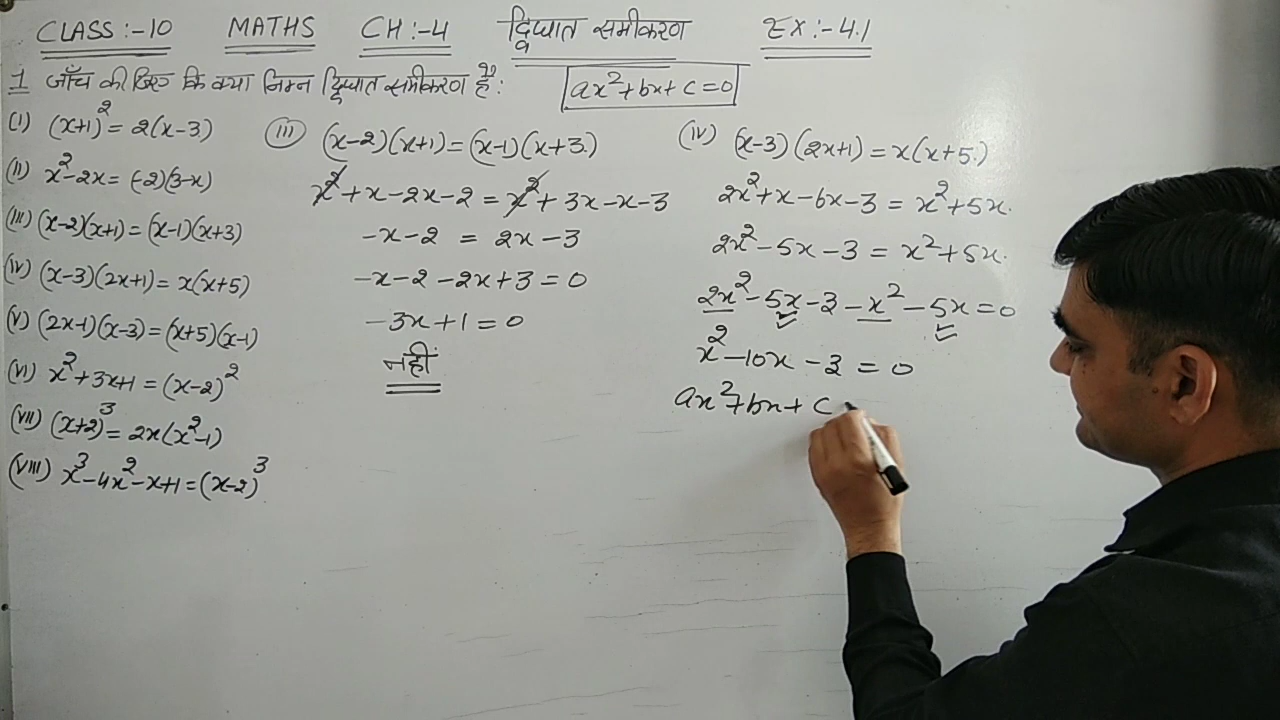 CLASS:-10 MATHS CH:-4 द्विघात समीकरण EX:-4.1
1 जाँच कीजिए कि क्या निम्न द्विघात समीकरण हैं: ax²+bx+c=0
(i) (x+1)²=2(x-3)
(ii) x²-2x=(-2)(3-x)
(iii) (x-2)(x+1)=(x-1)(x+3)
(iv) (x-3)(2x+1)=x(x+5)
(v) (2x-1)(x-3)=(x+5)(x-1)
(vi) x²+3x+1=(x-2)²
(vii) (x+2)³=2x(x²-1)
(viii) x³-4x²-x+1=(x-2)³
(iii) (x-2)(x+1)=(x-1)(x+3)
x²+x-2x-2=x²+3x-x-3
-x-2=2x-3
-x-2-2x+3=0
-3x+1=0
नहीं
(iv) (x-3)(2x+1)=x(x+5)
2x²+x-6x-3=x²+5x
2x²-5x-3=x²+5x
2x²-5x-3-x²-5x=0
x²-10x-3=0
ax²+bx+c